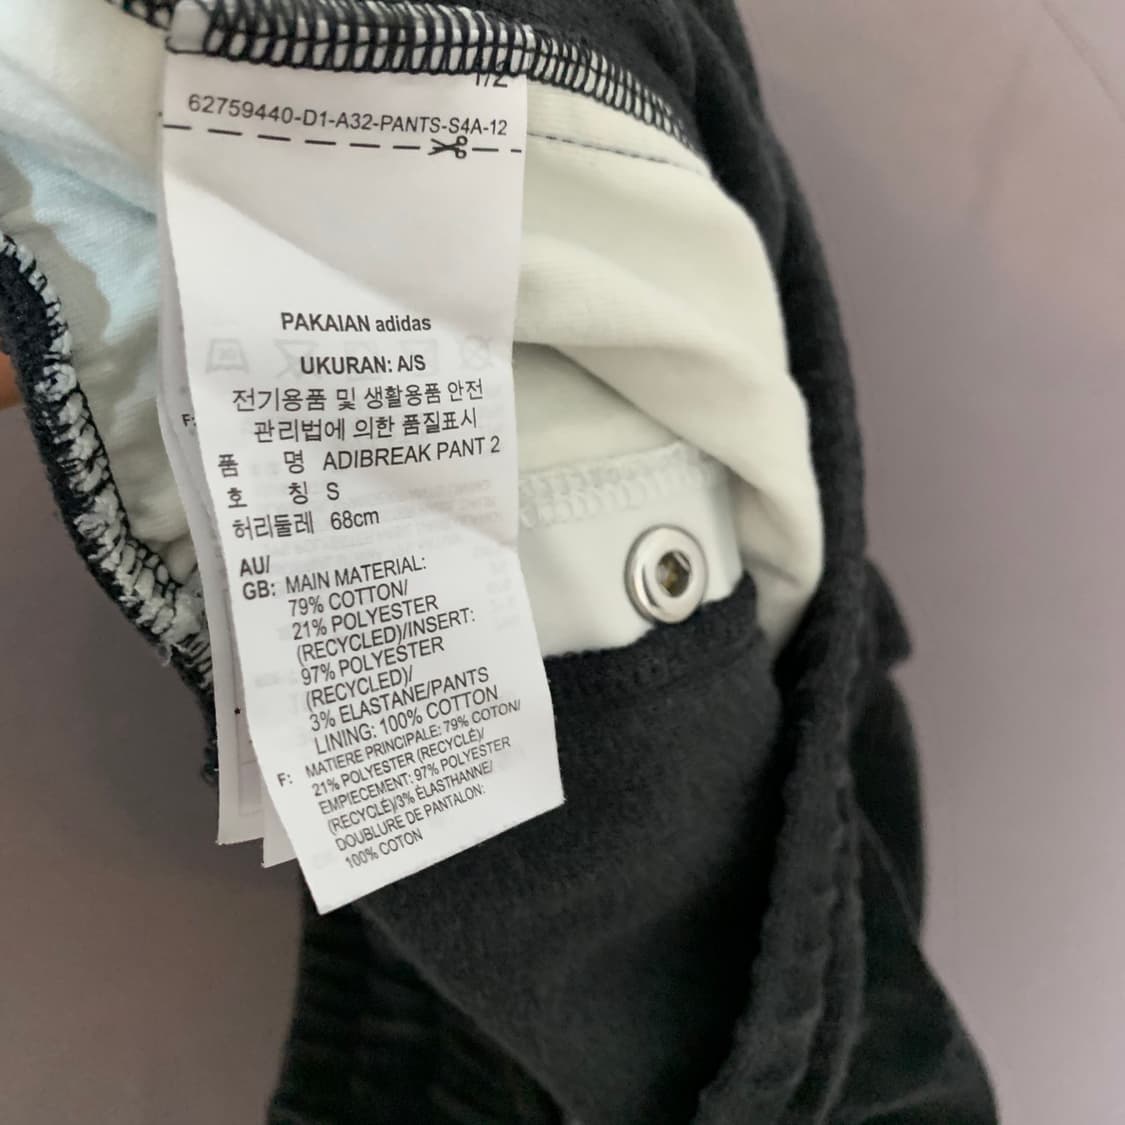 1/2
62759440-D1-A32-PANTS-S4A-12
PAKAIAN adidas
UKURAN: A/S
전기용품 및 생활용품 안전
관리법에 의한 품질표시
품 명 ADIBREAK PANT 2
호 칭 S
허리둘레 68cm
AU/
GB: MAIN MATERIAL:
79% COTTON/
21% POLYESTER
(RECYCLED)/INSERT:
97% POLYESTER
(RECYCLED)/
3% ELASTANE/PANTS
LINING: 100% COTTON
F: MATIERE PRINCIPALE: 79% COTON/
21% POLYESTER (RECYCLÉ)/
EMPIECEMENT: 97% POLYESTER
(RECYCLÉ)/3% ÉLASTHANNE/
DOUBLURE DE PANTALON:
100% COTON
F: